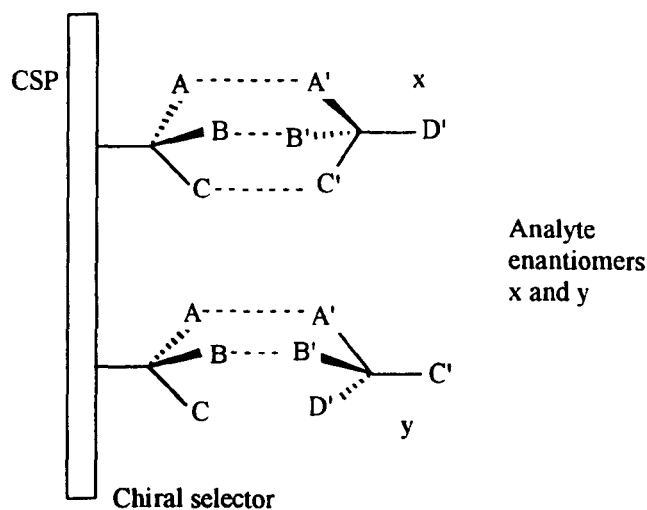 CSP
A A' x
B B' D'
C C'
Analyte
enantiomers
x and y
A A'
B B' C'
C D'
y
Chiral selector